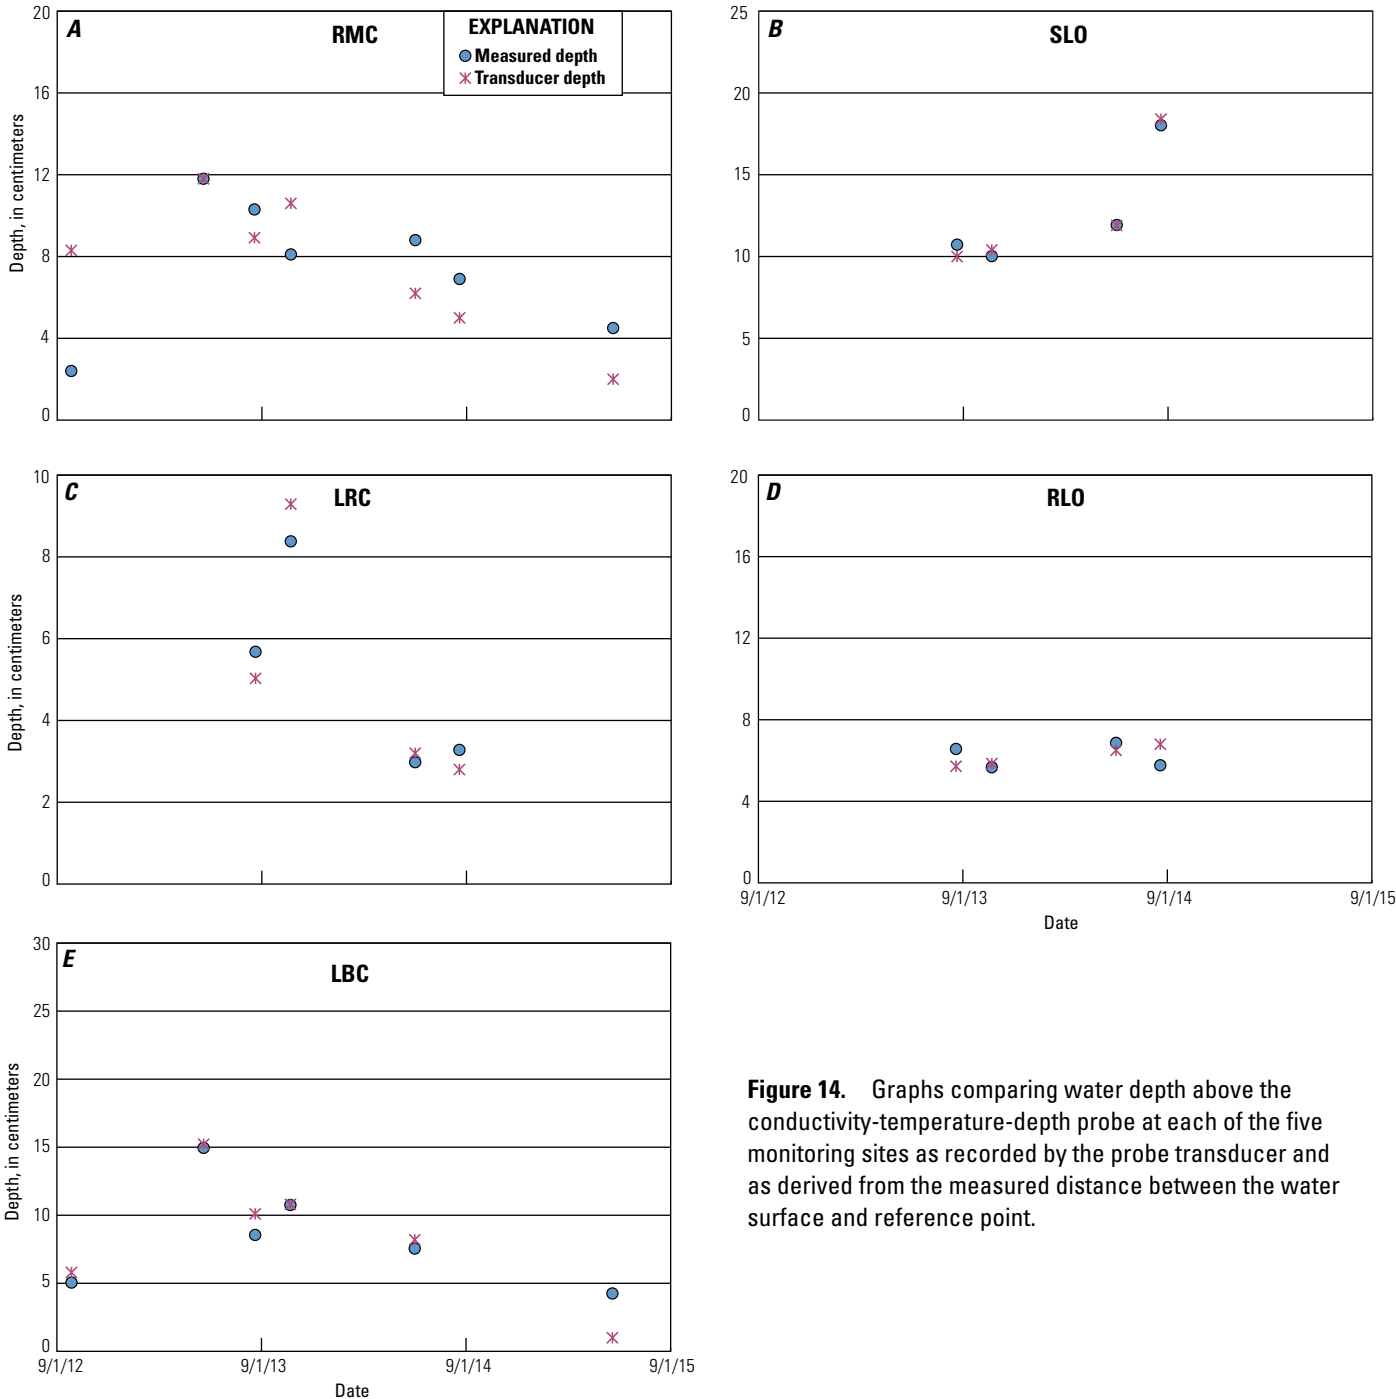 A
RMC
EXPLANATION
Measured depth
Transducer depth
20
16
12
8
4
0
Depth, in centimeters
B
SLO
25
20
15
10
5
0
C
LRC
10
8
6
4
2
0
Depth, in centimeters
D
RLO
20
16
12
8
4
0
9/1/12 9/1/13 9/1/14 9/1/15
Date
E
LBC
30
25
20
15
10
5
0
Depth, in centimeters
9/1/12 9/1/13 9/1/14 9/1/15
Date
Figure 14. Graphs comparing water depth above the
conductivity-temperature-depth probe at each of the five
monitoring sites as recorded by the probe transducer and
as derived from the measured distance between the water
surface and reference point.